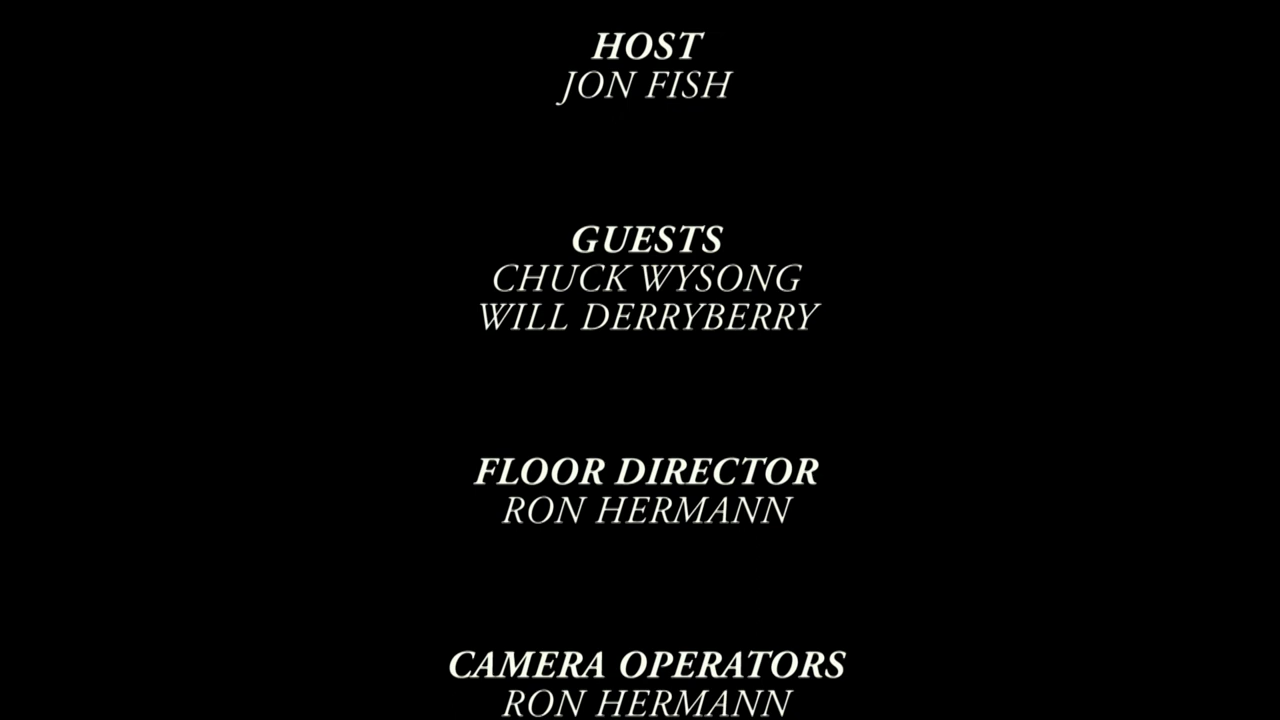 HOST
JON FISH
GUESTS
CHUCK WYSONG
WILL DERRYBERRY
FLOOR DIRECTOR
RON HERMANN
CAMERA OPERATORS
RON HERMANN